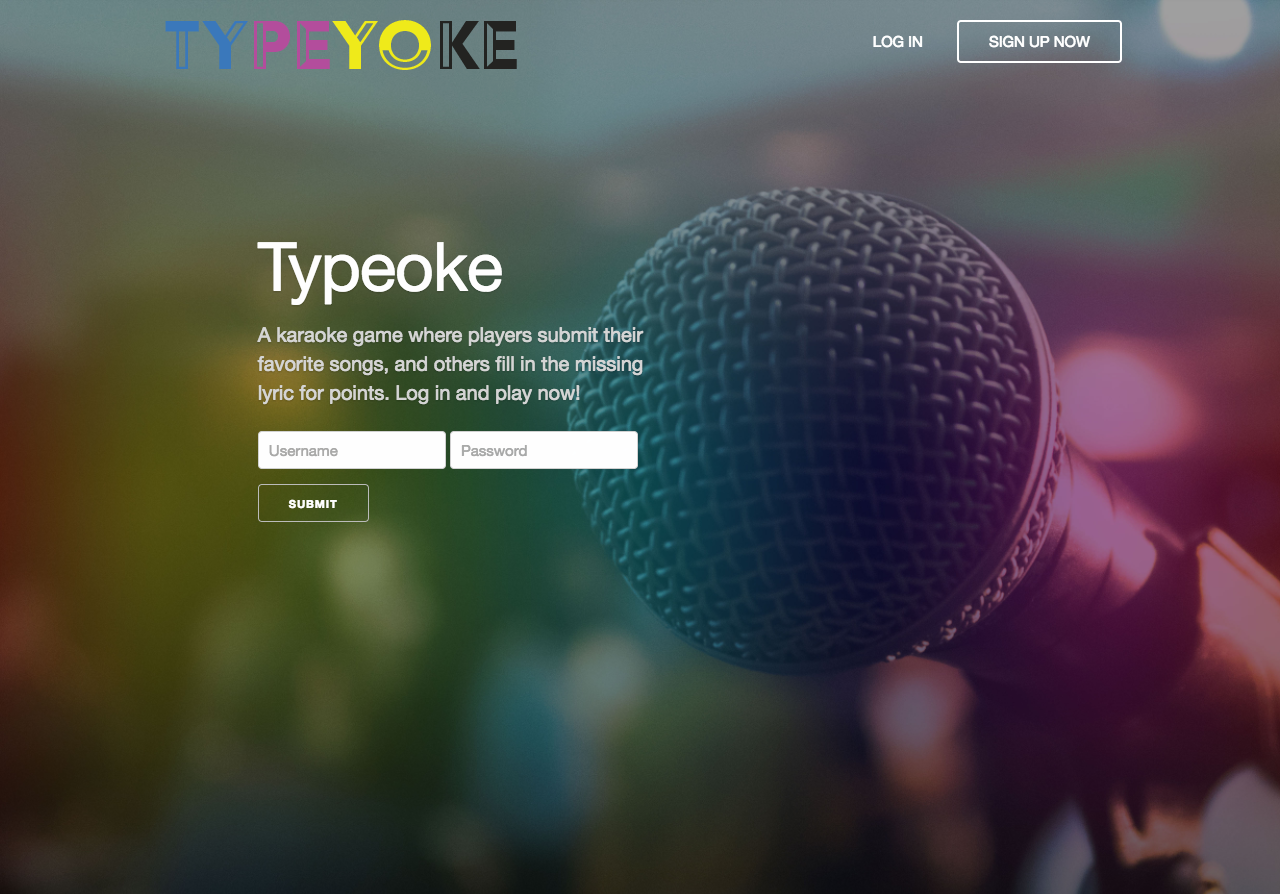 TYPEYOKE
LOG IN
SIGN UP NOW
Typeoke
A karaoke game where players submit their
favorite songs, and others fill in the missing
lyric for points. Log in and play now!
Username
Password
SUBMIT